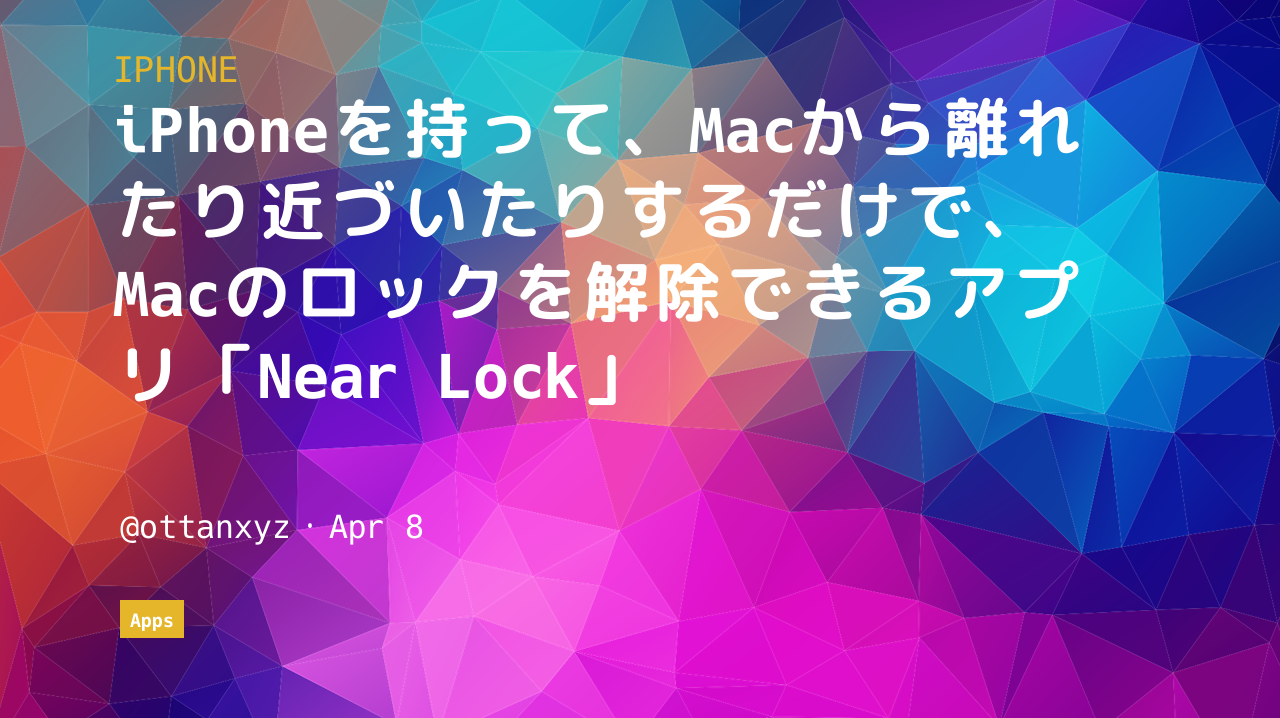 IPHONE
iPhoneを持って、Macから離れ
たり近づいたりするだけで、
Macのロックを解除できるアプ
リ「Near Lock」
@ottanxyz · Apr 8
Apps